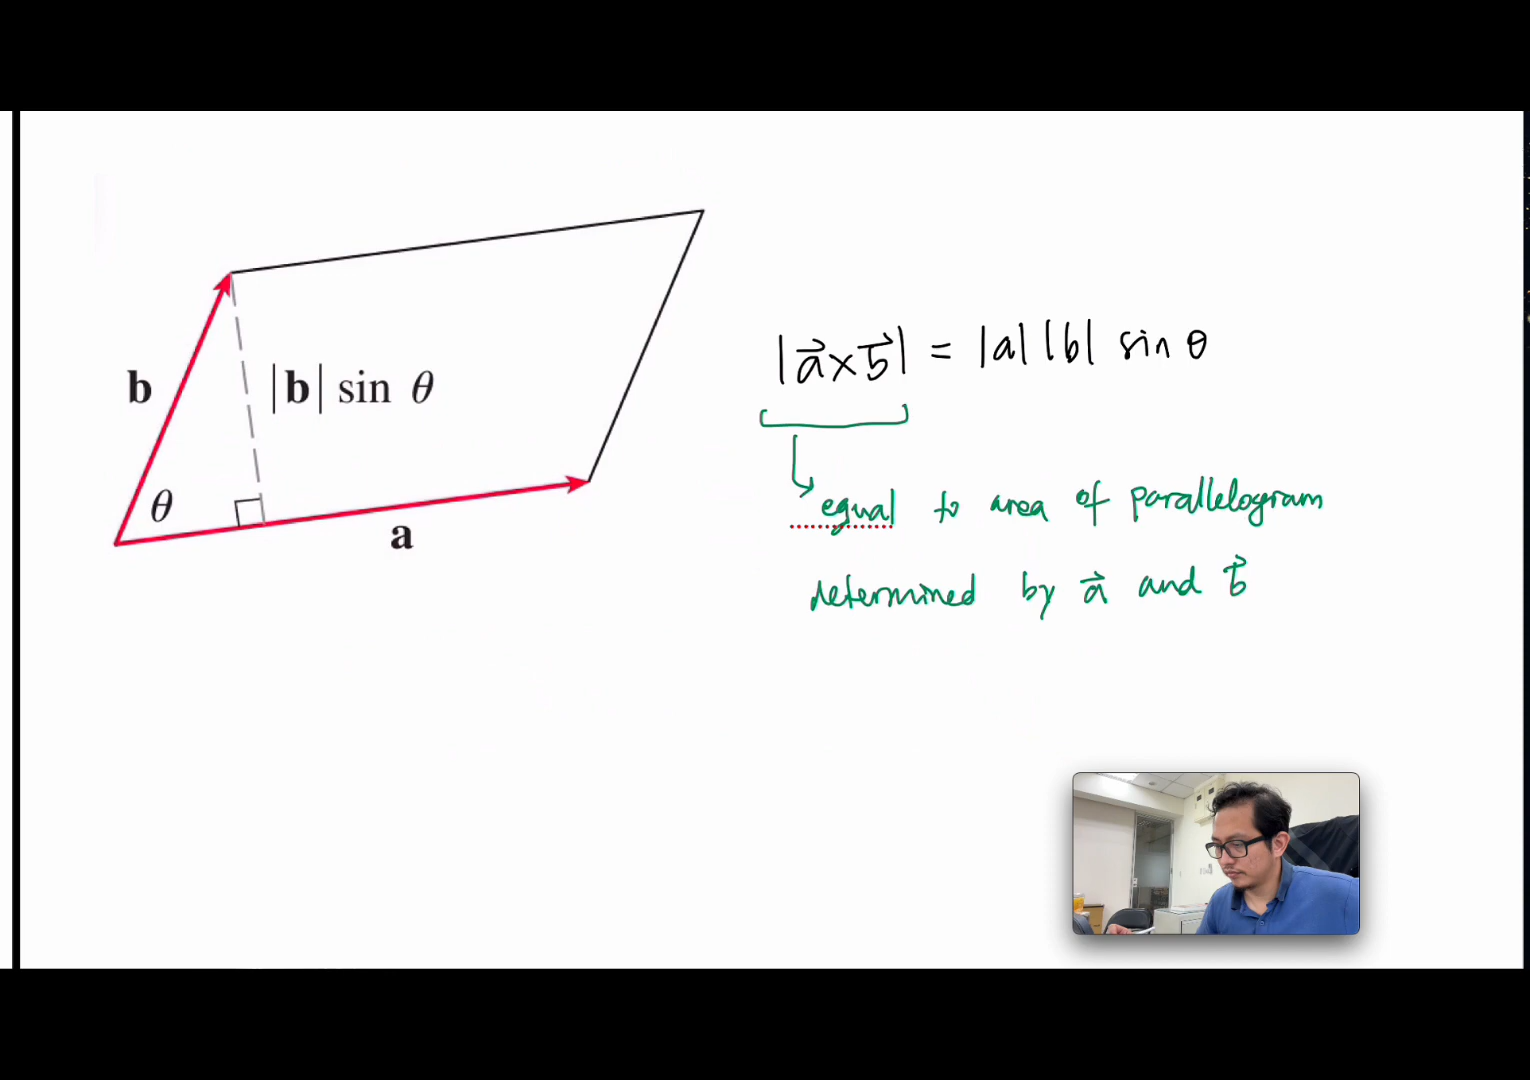 b
|b| sin θ
θ
a
|a⃗×b⃗| = |a| |b| sin θ
equal to area of parallelogram
determined by a⃗ and b⃗